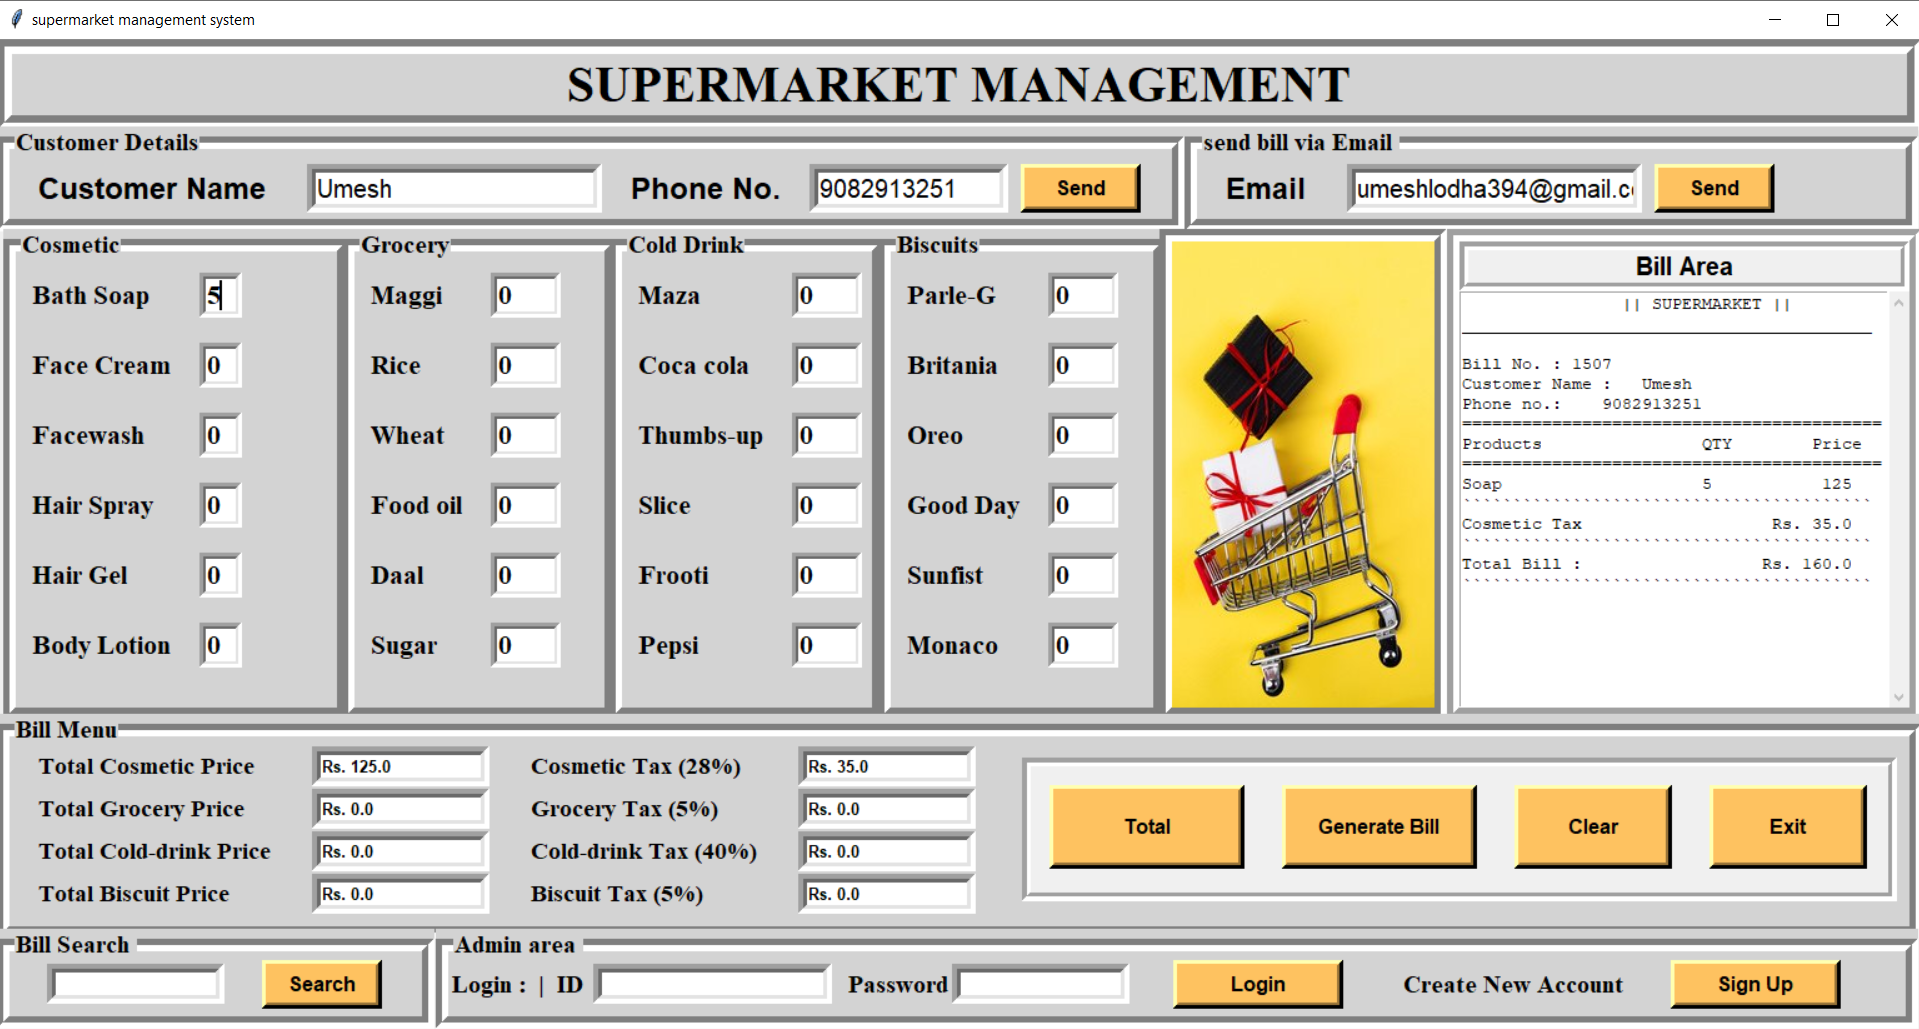 supermarket management system
SUPERMARKET MANAGEMENT
Customer Details
Customer Name Umesh Phone No. 9082913251 Send
send bill via Email
Email umeshlodha394@gmail.c Send
Cosmetic
Bath Soap 5
Face Cream 0
Facewash 0
Hair Spray 0
Hair Gel 0
Body Lotion 0
Grocery
Maggi 0
Rice 0
Wheat 0
Food oil 0
Daal 0
Sugar 0
Cold Drink
Maza 0
Coca cola 0
Thumbs-up 0
Slice 0
Frooti 0
Pepsi 0
Biscuits
Parle-G 0
Britania 0
Oreo 0
Good Day 0
Sunfist 0
Monaco 0
Bill Area
|| SUPERMARKET ||
Bill No. : 1507
Customer Name : Umesh
Phone no.: 9082913251
==========================================
Products QTY Price
==========================================
Soap 5 125
`````````````````````````````````````````
Cosmetic Tax Rs. 35.0
`````````````````````````````````````````
Total Bill : Rs. 160.0
`````````````````````````````````````````
Bill Menu
Total Cosmetic Price Rs. 125.0 Cosmetic Tax (28%) Rs. 35.0
Total Grocery Price Rs. 0.0 Grocery Tax (5%) Rs. 0.0
Total Cold-drink Price Rs. 0.0 Cold-drink Tax (40%) Rs. 0.0
Total Biscuit Price Rs. 0.0 Biscuit Tax (5%) Rs. 0.0
Total Generate Bill Clear Exit
Bill Search
Search
Admin area
Login : | ID Password Login Create New Account Sign Up